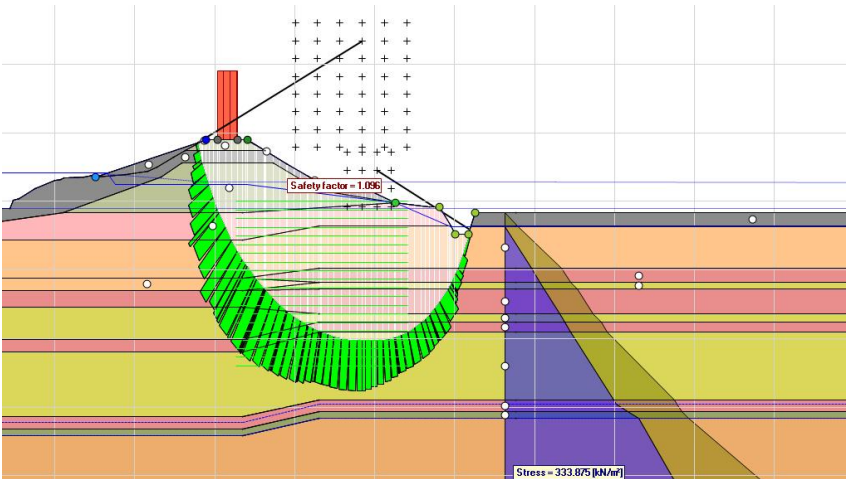 Safety factor = 1.096
Stress = 333.875 [kN/m²]